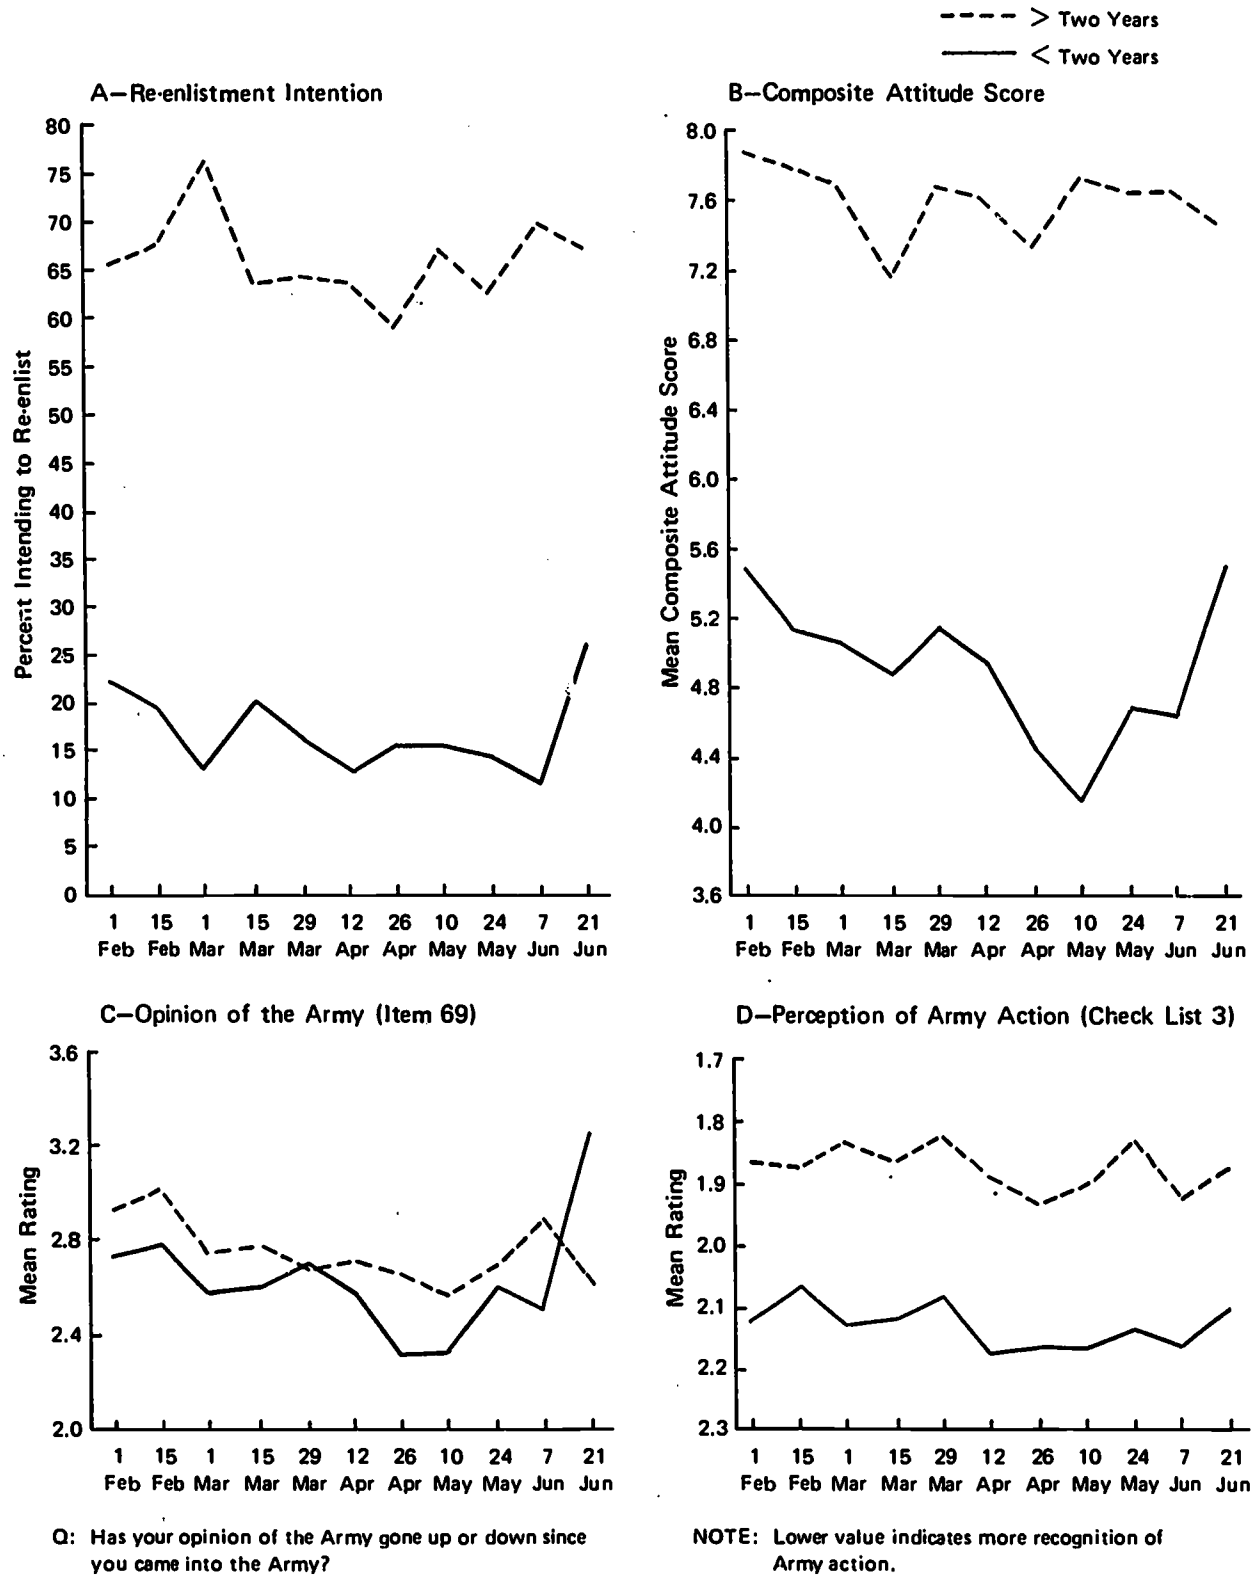 > Two Years
< Two Years
A—Re-enlistment Intention
80
75
70
65
60
55
50
45
40
35
30
25
20
15
10
5
0
Percent Intending to Re-enlist
1 15 1 15 29 12 26 10 24 7 21
Feb Feb Mar Mar Mar Apr Apr May May Jun Jun
B—Composite Attitude Score
8.0
7.6
7.2
6.8
6.4
6.0
5.6
5.2
4.8
4.4
4.0
3.6
Mean Composite Attitude Score
1 15 1 15 29 12 26 10 24 7 21
Feb Feb Mar Mar Mar Apr Apr May May Jun Jun
C—Opinion of the Army (Item 69)
3.6
3.2
2.8
2.4
2.0
Mean Rating
1 15 1 15 29 12 26 10 24 7 21
Feb Feb Mar Mar Mar Apr Apr May May Jun Jun
Q: Has your opinion of the Army gone up or down since
you came into the Army?
D—Perception of Army Action (Check List 3)
1.7
1.8
1.9
2.0
2.1
2.2
2.3
Mean Rating
1 15 1 15 29 12 26 10 24 7 21
Feb Feb Mar Mar Mar Apr Apr May May Jun Jun
NOTE: Lower value indicates more recognition of
Army action.